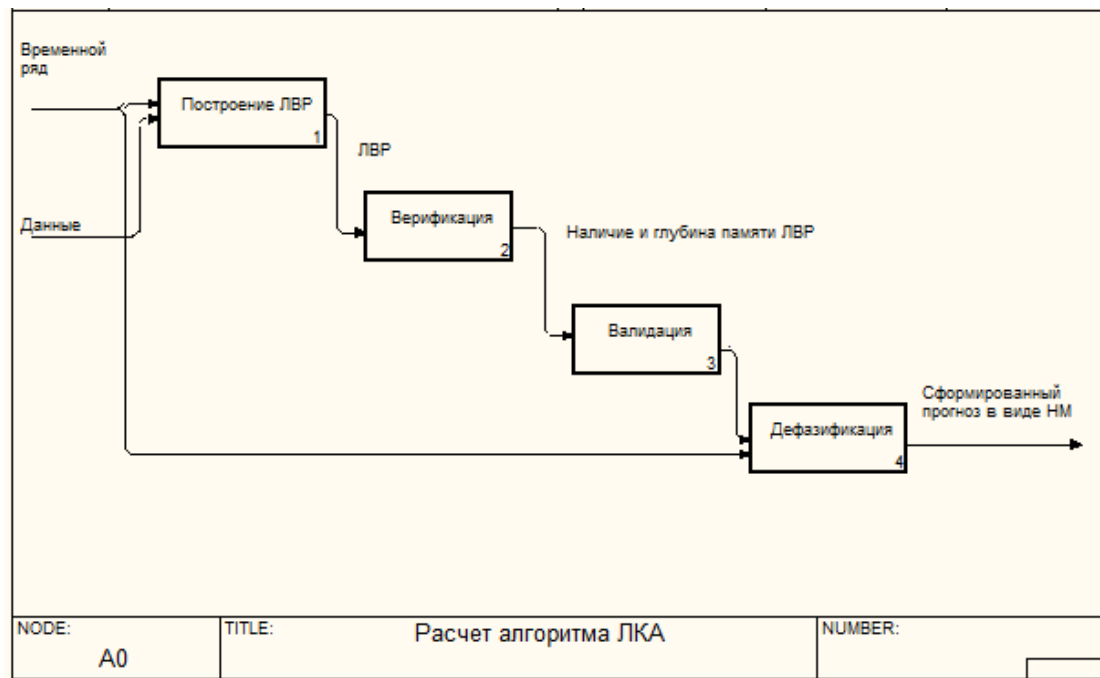 Временной
ряд
Построение ЛВР
1
ЛВР
Данные
Верификация
2
Наличие и глубина памяти ЛВР
Валидация
3
Сформированный
прогноз в виде НМ
Дефазификация
4
NODE:
A0
TITLE:
Расчет алгоритма ЛКА
NUMBER: